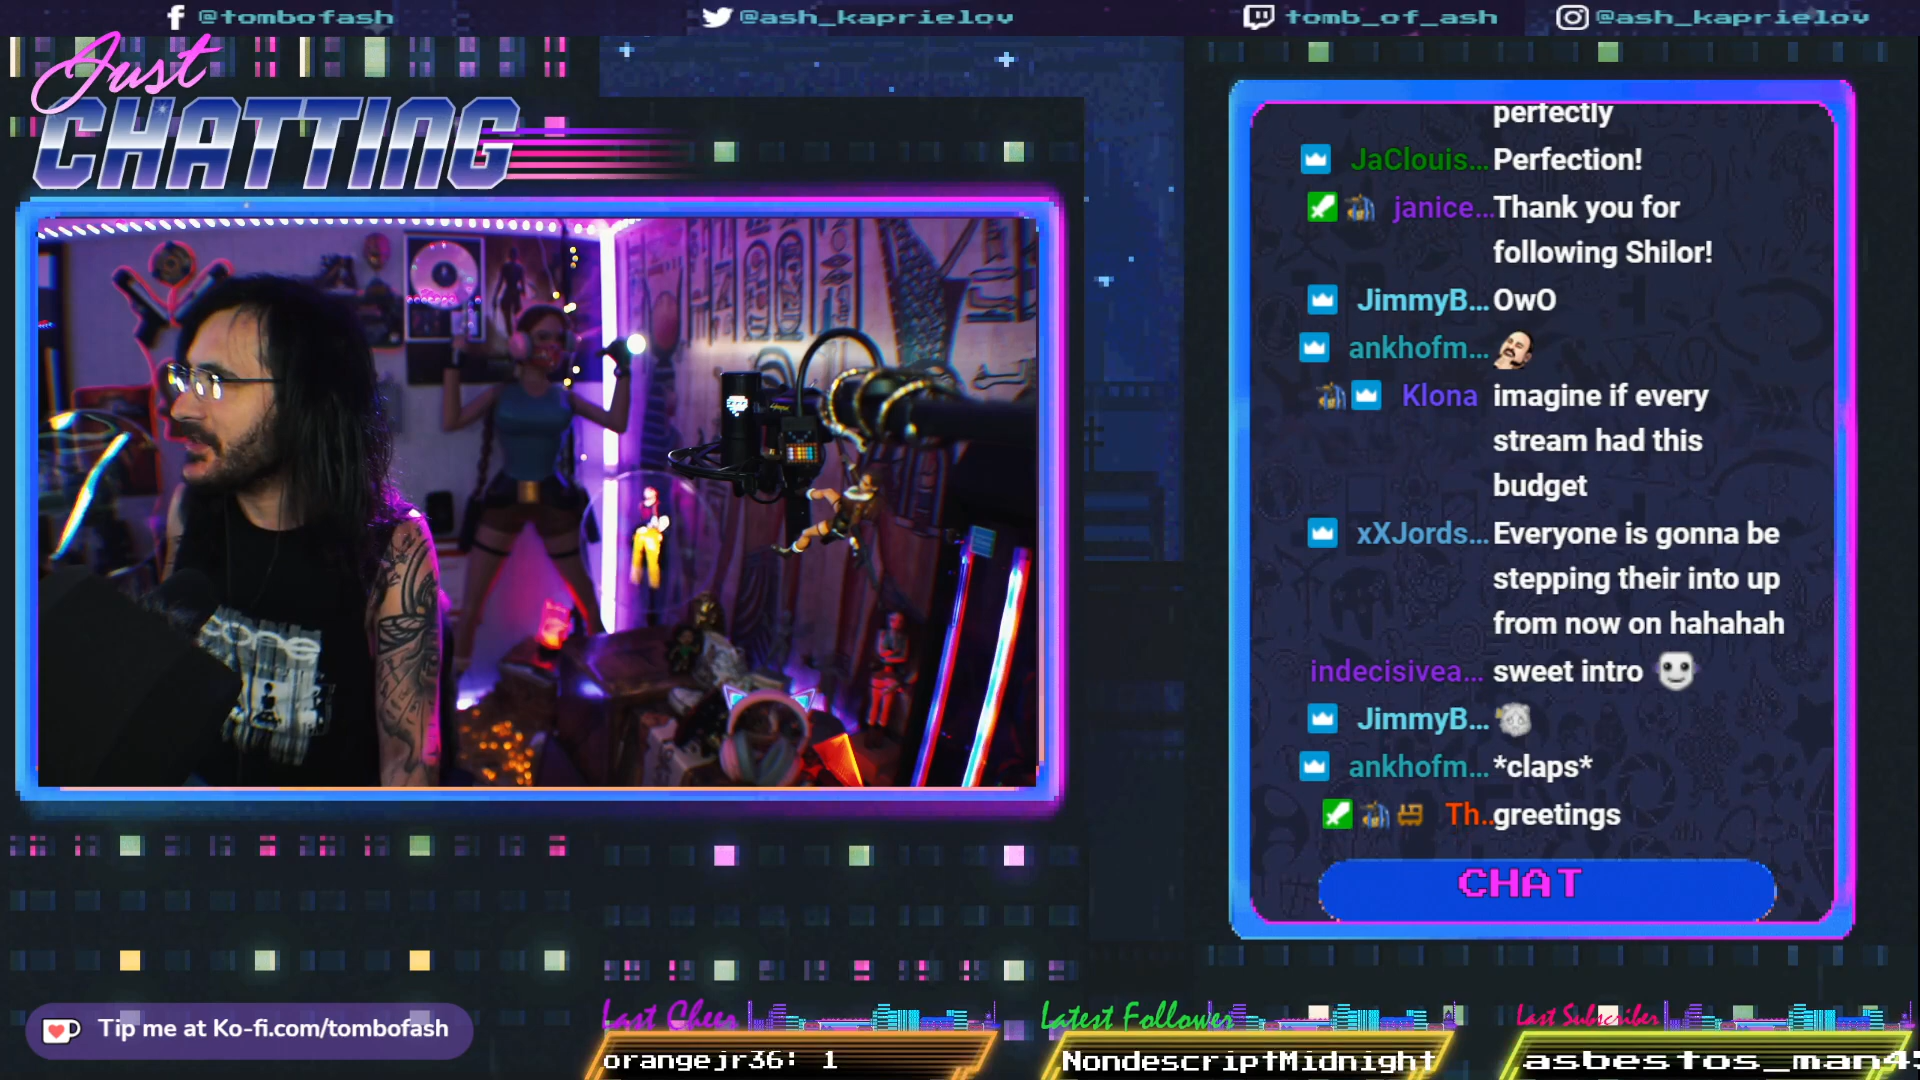 @tombofash
@ash_kaprielov
tomb_of_ash
@ash_kaprielov
Just
CHATTING
perfectly
JaClouis... Perfection!
janice... Thank you for
following Shilor!
JimmyB... OwO
ankhofm...
Klona imagine if every
stream had this
budget
xXJords... Everyone is gonna be
stepping their into up
from now on hahahah
indecisivea... sweet intro
JimmyB...
ankhofm... *claps*
Th.. greetings
CHAT
Tip me at Ko-fi.com/tombofash
Last Cheer
orangejr36: 1
Latest Follower
NondescriptMidnight
Last Subscriber
asbestos_man4